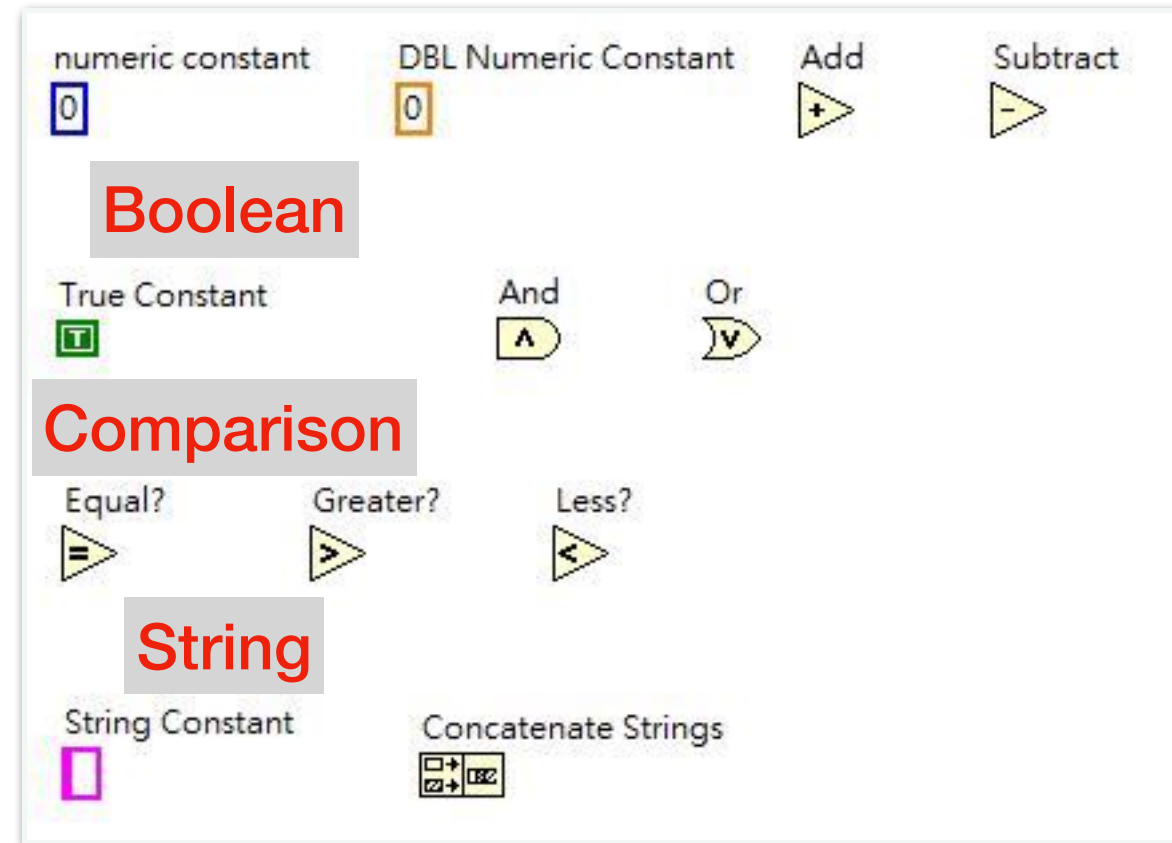 numeric constant DBL Numeric Constant Add Subtract
0 0 + -
Boolean
True Constant And Or
T ∧ ∨
Comparison
Equal? Greater? Less?
= > <
String
String Constant Concatenate Strings